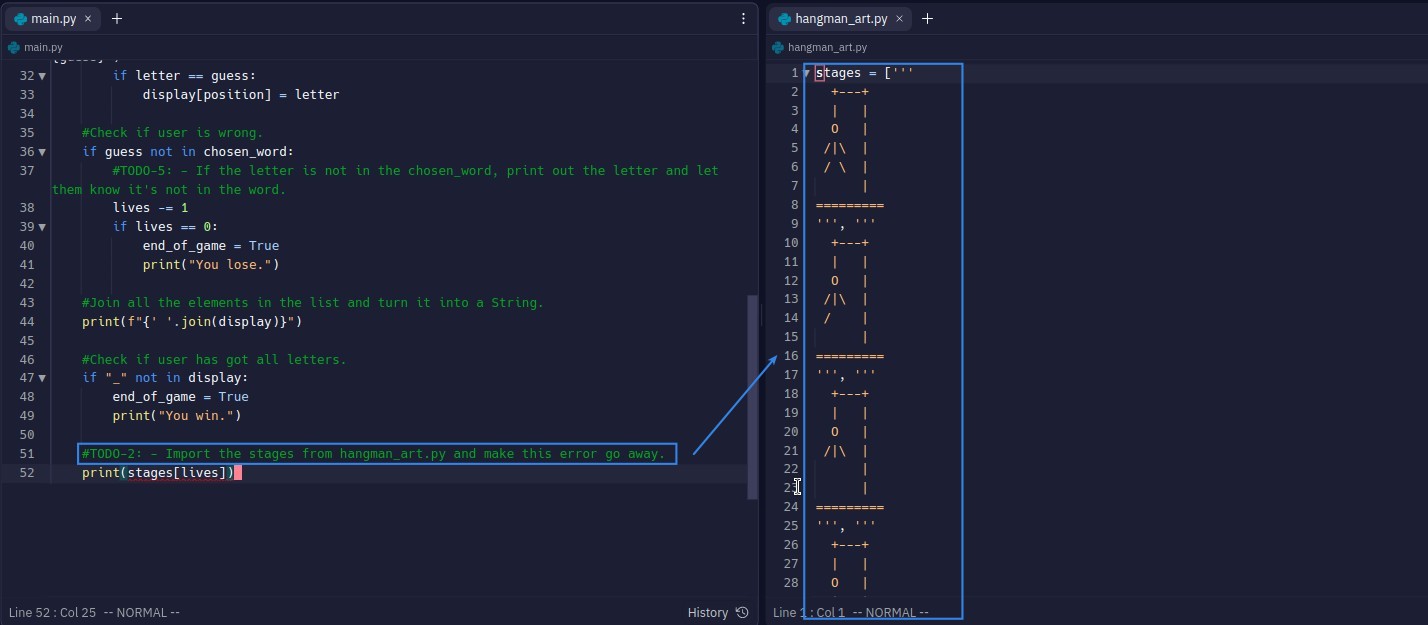 main.py × +
main.py
32 if letter == guess:
33 display[position] = letter
34
35 #Check if user is wrong.
36 if guess not in chosen_word:
37 #TODO-5: - If the letter is not in the chosen_word, print out the letter and let
them know it's not in the word.
38 lives -= 1
39 if lives == 0:
40 end_of_game = True
41 print("You lose.")
42
43 #Join all the elements in the list and turn it into a String.
44 print(f"{' '.join(display)}")
45
46 #Check if user has got all letters.
47 if "_" not in display:
48 end_of_game = True
49 print("You win.")
50
51 #TODO-2: - Import the stages from hangman_art.py and make this error go away.
52 print(stages[lives])
Line 52 : Col 25 -- NORMAL --
History
hangman_art.py × +
hangman_art.py
1 stages = ['''
2 +---+
3 |   |
4 O   |
5 /|\  |
6 / \  |
7 |
8 =========
9 ''', '''
10 +---+
11 |   |
12 O   |
13 /|\  |
14 /    |
15 |
16 =========
17 ''', '''
18 +---+
19 |   |
20 O   |
21 /|\  |
22 |
23 |
24 =========
25 ''', '''
26 +---+
27 |   |
28 O   |
Line 1 : Col 1 -- NORMAL --